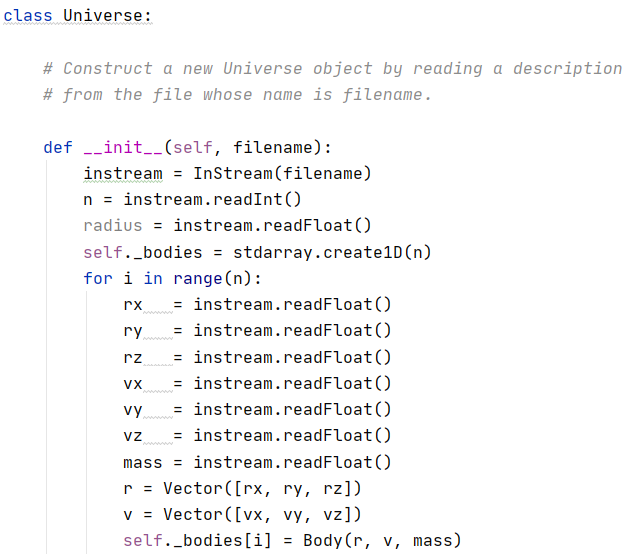 class Universe:
# Construct a new Universe object by reading a description
# from the file whose name is filename.
def __init__(self, filename):
instream = InStream(filename)
n = instream.readInt()
radius = instream.readFloat()
self._bodies = stdarray.create1D(n)
for i in range(n):
rx   = instream.readFloat()
ry   = instream.readFloat()
rz   = instream.readFloat()
vx   = instream.readFloat()
vy   = instream.readFloat()
vz   = instream.readFloat()
mass = instream.readFloat()
r = Vector([rx, ry, rz])
v = Vector([vx, vy, vz])
self._bodies[i] = Body(r, v, mass)